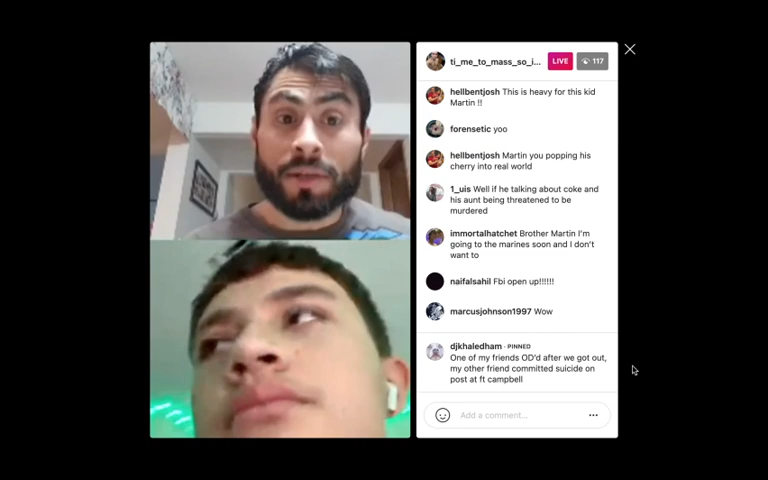 ti_me_to_mass_so_i...
LIVE
117
hellbentjosh This is heavy for this kid
Martin !!
forensetic yoo
hellbentjosh Martin you popping his
cherry into real world
1_uis Well if he talking about coke and
his aunt being threatened to be
murdered
immortalhatchet Brother Martin I'm
going to the marines soon and I don't
want to
naifalsahil Fbi open up!!!!!!
marcusjohnson1997 Wow
djkhaledham · PINNED
One of my friends OD'd after we got out,
my other friend committed suicide on
post at ft campbell
Add a comment...